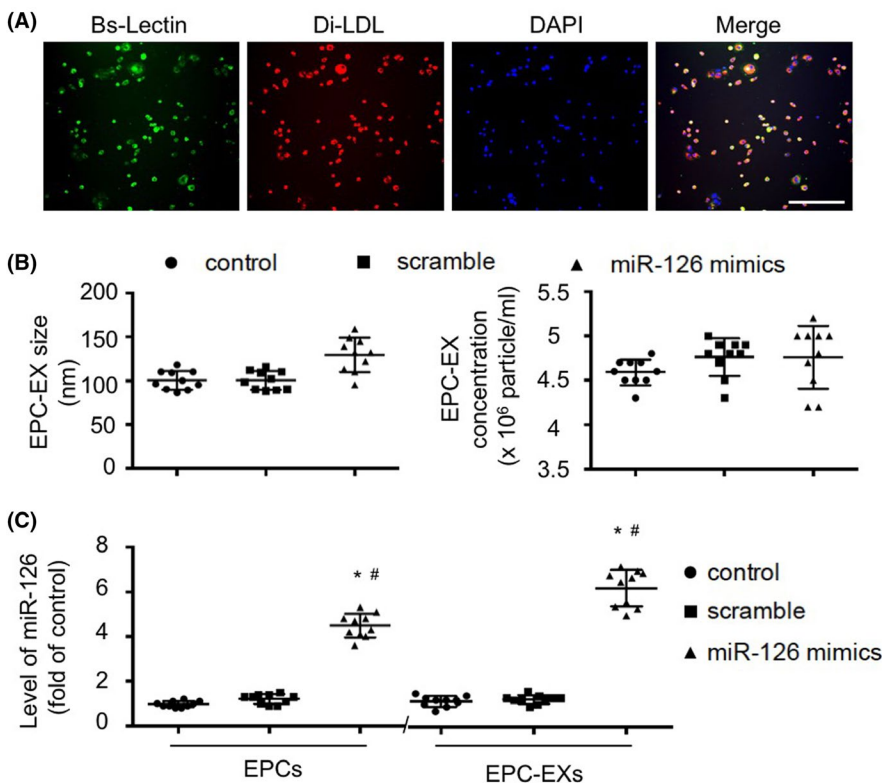 (A)
Bs-Lectin Di-LDL DAPI Merge
(B)
● control ■ scramble ▲ miR-126 mimics
EPC-EX size
(nm)
200
150
100
50
0
EPC-EX
concentration
(x 10⁶ particle/ml)
5.5
5
4.5
4
3.5
(C)
Level of miR-126
(fold of control)
8
6
4
2
0
* #
* #
● control
■ scramble
▲ miR-126 mimics
EPCs
EPC-EXs